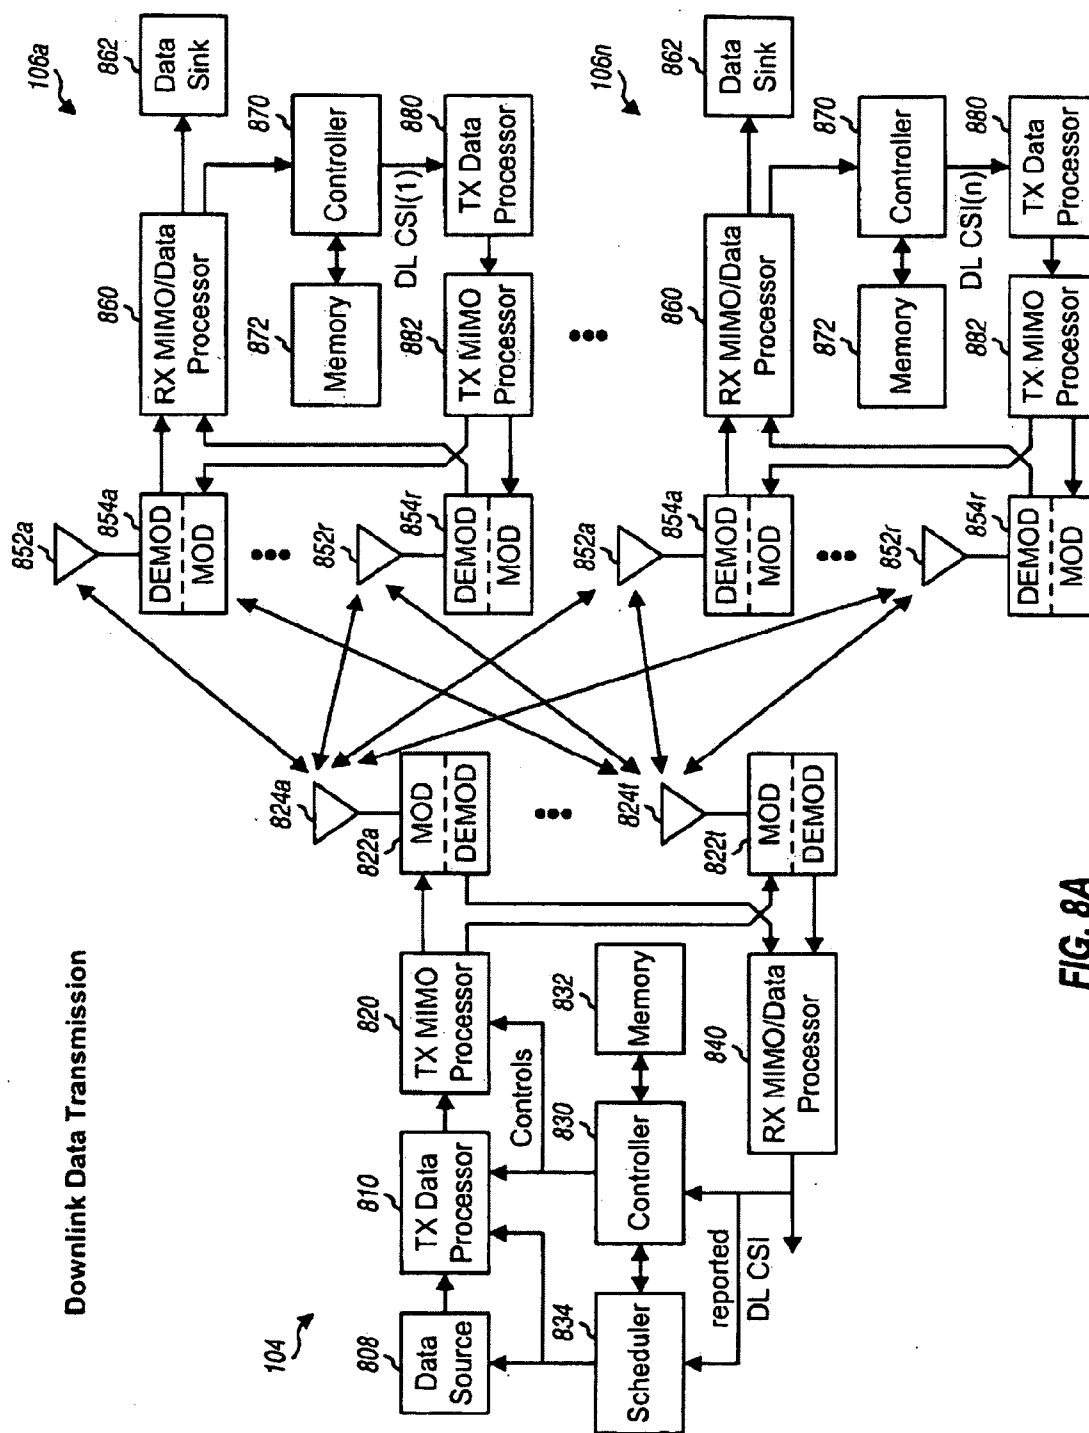 Downlink Data Transmission
104
808
Data
Source
810
TX Data
Processor
820
TX MIMO
Processor
Controls
834
Scheduler
830
Controller
832
Memory
reported
DL CSI
840
RX MIMO/Data
Processor
824a
822a
MOD
DEMOD
824t
822t
MOD
DEMOD
106a
852a
854a
DEMOD
MOD
852r
854r
DEMOD
MOD
860
RX MIMO/Data
Processor
862
Data
Sink
872
Memory
870
Controller
DL CSI(1)
882
TX MIMO
Processor
880
TX Data
Processor
106n
852a
854a
DEMOD
MOD
852r
854r
DEMOD
MOD
860
RX MIMO/Data
Processor
862
Data
Sink
872
Memory
870
Controller
DL CSI(n)
882
TX MIMO
Processor
880
TX Data
Processor
FIG. 8A